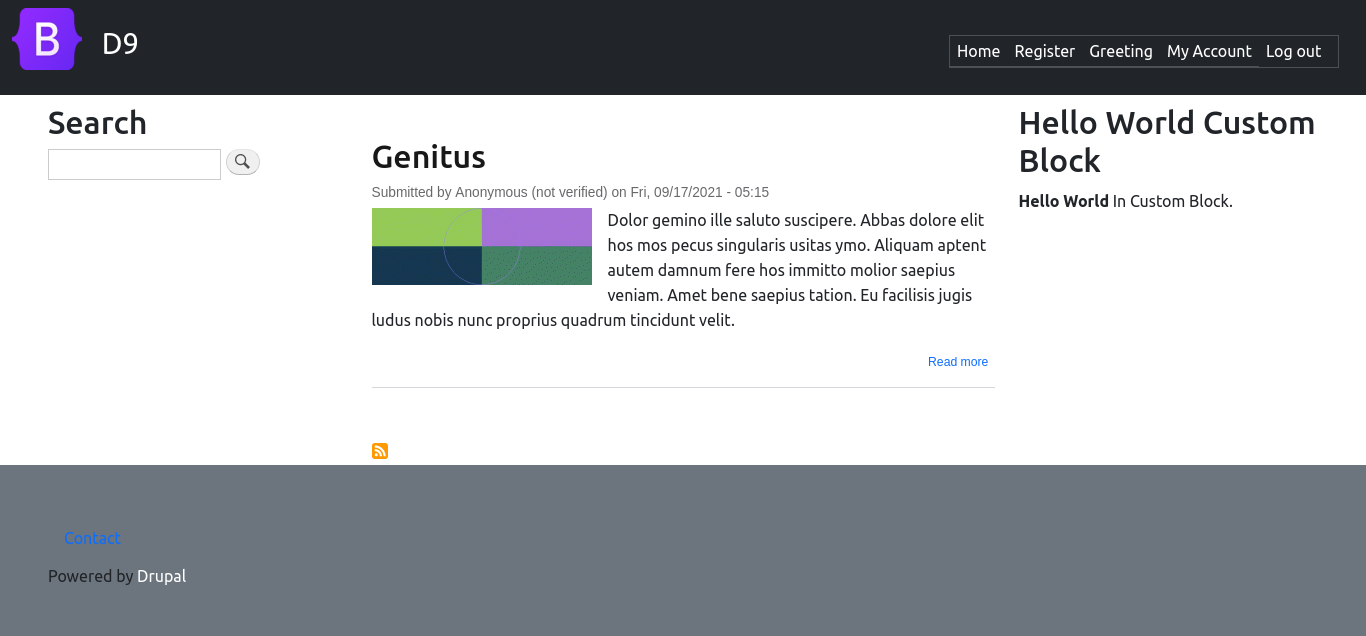 B
D9
Home Register Greeting My Account Log out
Search
Genitus
Submitted by Anonymous (not verified) on Fri, 09/17/2021 - 05:15
Dolor gemino ille saluto suscipere. Abbas dolore elit
hos mos pecus singularis usitas ymo. Aliquam aptent
autem damnum fere hos immitto molior saepius
veniam. Amet bene saepius tation. Eu facilisis jugis
ludus nobis nunc proprius quadrum tincidunt velit.
Read more
Hello World Custom
Block
Hello World In Custom Block.
Contact
Powered by Drupal